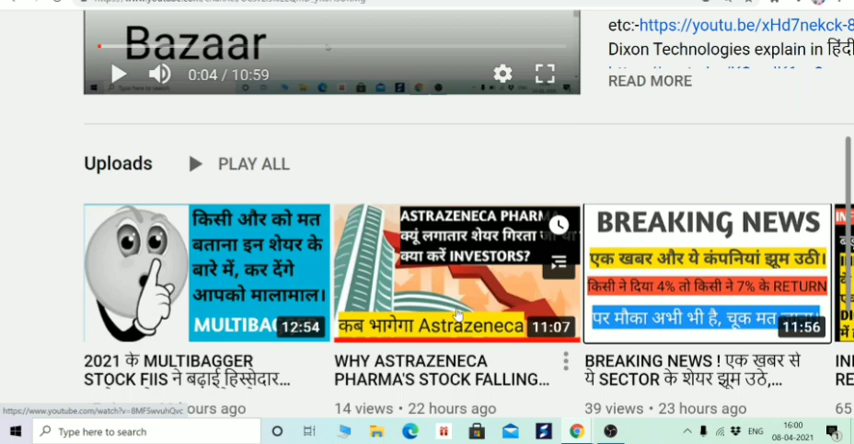 Bazaar
0:04 / 10:59
etc:-https://youtu.be/xHd7nekck-8
Dixon Technologies explain in हिंदी
READ MORE
Uploads
PLAY ALL
किसी और को मत
बताना इन शेयर के
बारे में, कर देंगे
आपको मालामाल।
12:54
ASTRAZENECA PHARM
क्यूं लगातार शेयर गिरता
क्या करें INVESTORS?
कब भागेगा Astrazeneca
11:07
BREAKING NEWS
एक खबर और ये कंपनियां झूम उठी।
किसी ने दिया 4% तो किसी ने 7% के RETURN
पर मौका अभी भी है, चूक मत
11:56
2021 के MULTIBAGGER
STOCK FIIS ने बढ़ाई हिस्सेदार...
WHY ASTRAZENECA
PHARMA'S STOCK FALLING...
14 views • 22 hours ago
BREAKING NEWS ! एक खबर से
ये SECTOR के शेयर झूम उठे,...
39 views • 23 hours ago
65
hours ago
Type here to search
ENG
16:00
08-04-2021